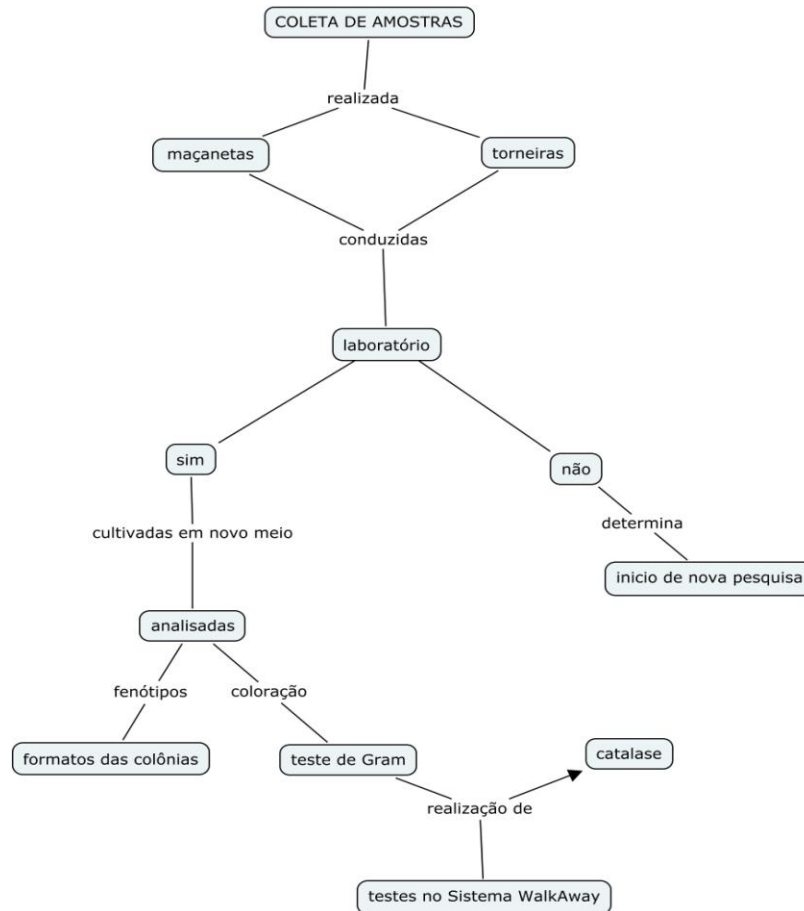 COLETA DE AMOSTRAS
realizada
maçanetas
torneiras
conduzidas
laboratório
sim
não
cultivadas em novo meio
determina
inicio de nova pesquisa
analisadas
fenótipos
coloração
formatos das colônias
teste de Gram
catalase
realização de
testes no Sistema WalkAway